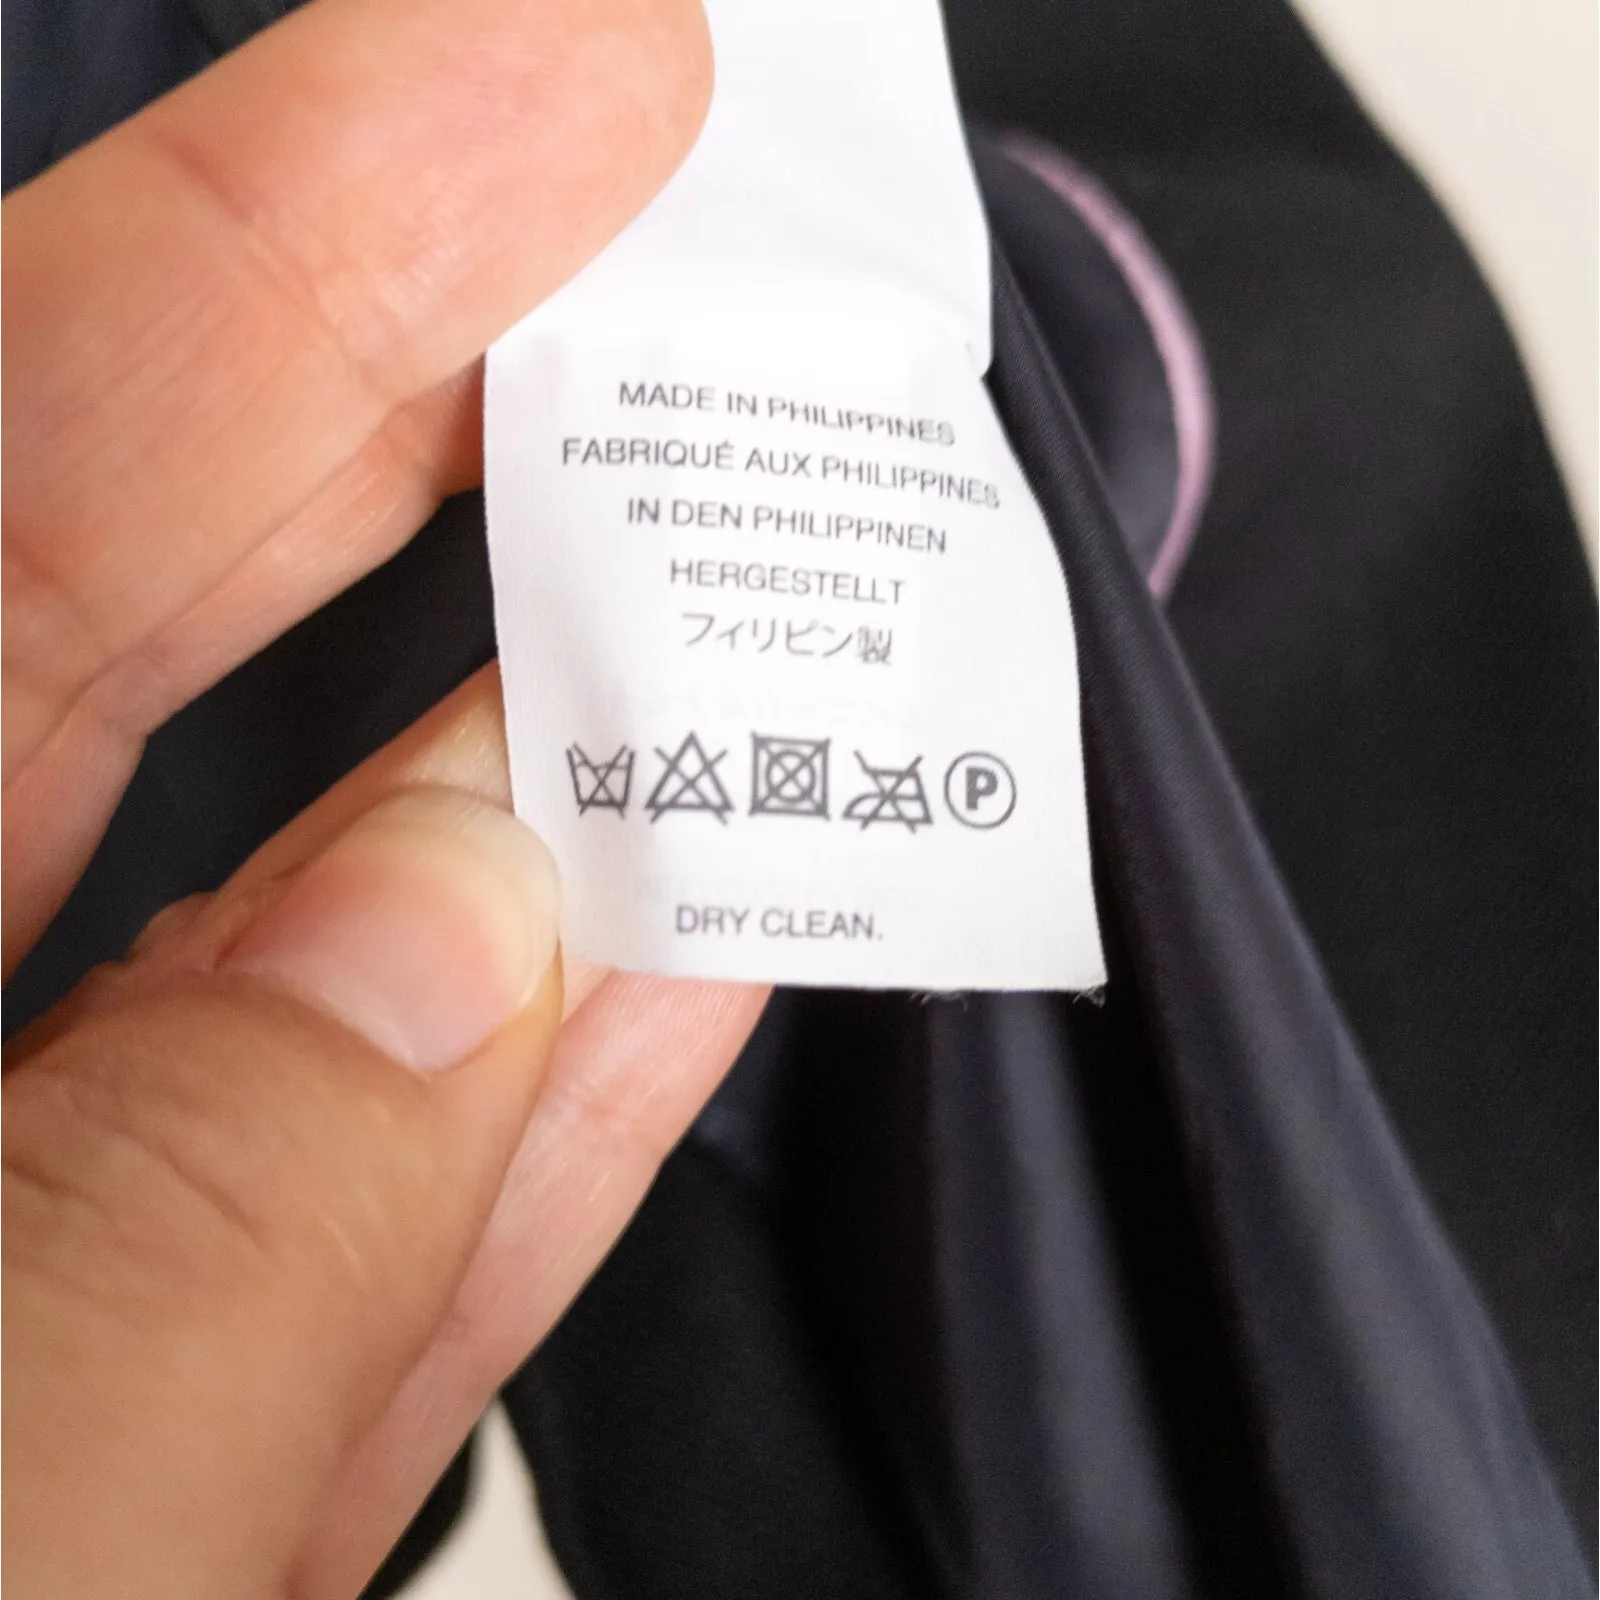 MADE IN PHILIPPINES
FABRIQUÉ AUX PHILIPPINES
IN DEN PHILIPPINEN
HERGESTELLT
フィリピン製
P
DRY CLEAN.